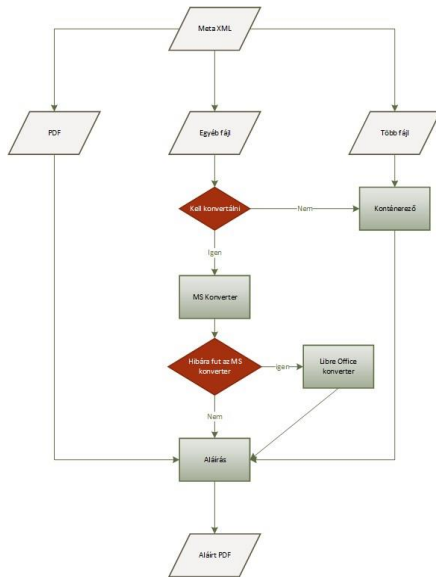 Meta XML
PDF
Egyéb fájl
Több fájl
Kell konvertálni
Nem
Konténerező
Igen
MS Konverter
Hibára fut az MS
konverter
Igen
Libre Office
konverter
Nem
Aláírás
Aláírt PDF